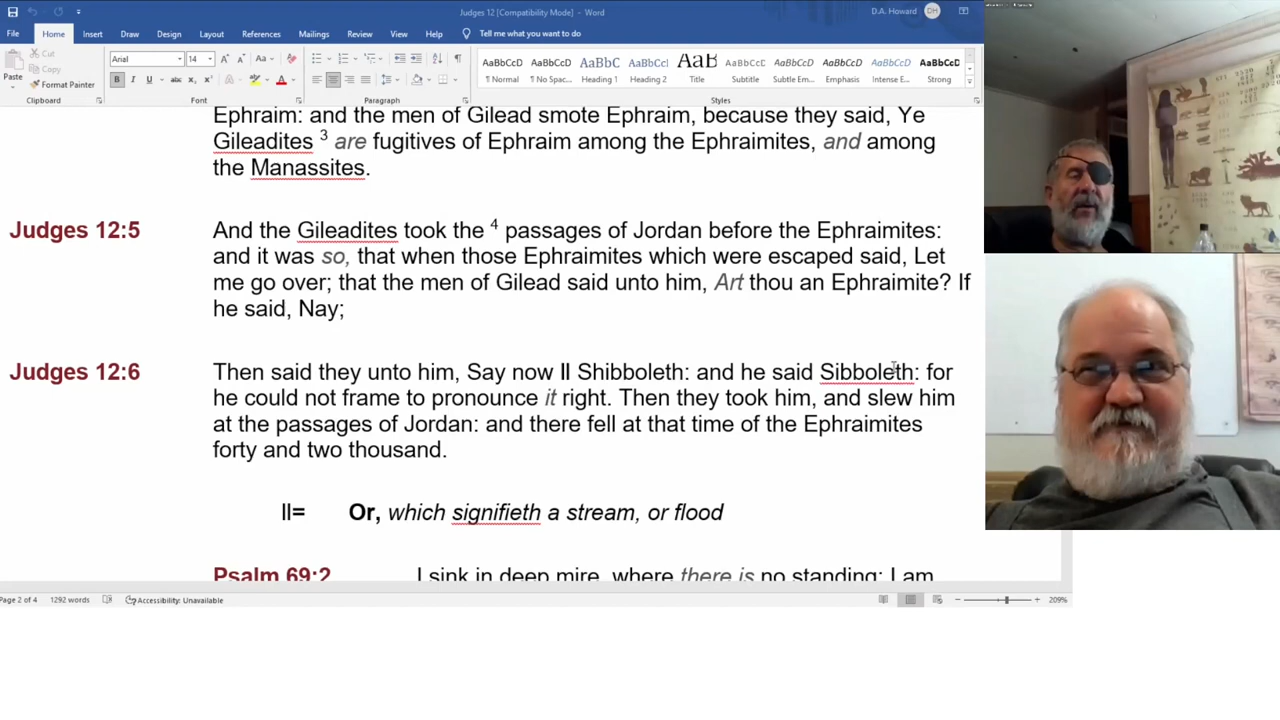 Judges 12 [Compatibility Mode] - Word
D.A. Howard
DH
File Home Insert Draw Design Layout References Mailings Review View Help Tell me what you want to do
Paste
Cut
Copy
Format Painter
Clipboard
Arial 14
Font
Paragraph
AaBbCcD AaBbCcD AaBbC AaBbCcl AaB AaBbCcD AaBbCcD AaBbCcD AaBbCcD AaBbCc
¶ Normal ¶ No Spac... Heading 1 Heading 2 Title Subtitle Subtle Em... Emphasis Intense E... Strong
Styles
Ephraim: and the men of Gilead smote Ephraim, because they said, Ye
Gileadites 3 are fugitives of Ephraim among the Ephraimites, and among
the Manassites.
Judges 12:5 And the Gileadites took the 4 passages of Jordan before the Ephraimites:
and it was so, that when those Ephraimites which were escaped said, Let
me go over; that the men of Gilead said unto him, Art thou an Ephraimite? If
he said, Nay;
Judges 12:6 Then said they unto him, Say now ll Shibboleth: and he said Sibboleth: for
he could not frame to pronounce it right. Then they took him, and slew him
at the passages of Jordan: and there fell at that time of the Ephraimites
forty and two thousand.
ll= Or, which signifieth a stream, or flood
Psalm 69:2 I sink in deep mire, where there is no standing: I am
Page 2 of 4 1292 words Accessibility: Unavailable 209%